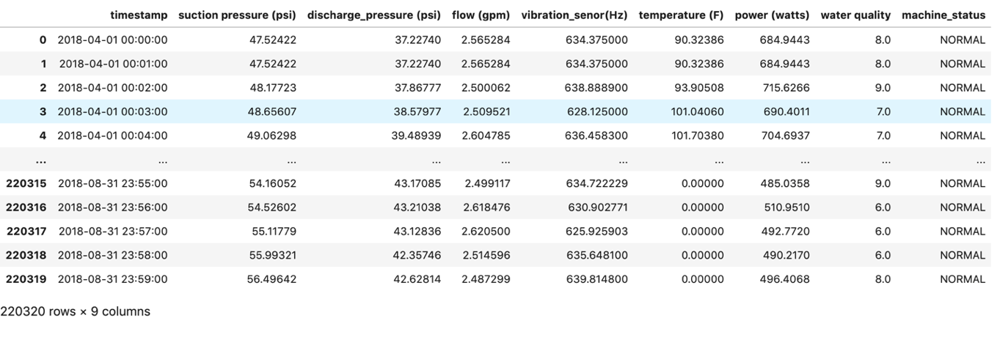 timestamp suction pressure (psi) discharge_pressure (psi) flow (gpm) vibration_senor(Hz) temperature (F) power (watts) water quality machine_status
0 2018-04-01 00:00:00 47.52422 37.22740 2.565284 634.375000 90.32386 684.9443 8.0 NORMAL
1 2018-04-01 00:01:00 47.52422 37.22740 2.565284 634.375000 90.32386 684.9443 8.0 NORMAL
2 2018-04-01 00:02:00 48.17723 37.86777 2.500062 638.888900 93.90508 715.6266 9.0 NORMAL
3 2018-04-01 00:03:00 48.65607 38.57977 2.509521 628.125000 101.04060 690.4011 7.0 NORMAL
4 2018-04-01 00:04:00 49.06298 39.48939 2.604785 636.458300 101.70380 704.6937 7.0 NORMAL
... ... ... ... ... ... ... ... ... ...
220315 2018-08-31 23:55:00 54.16052 43.17085 2.499117 634.722229 0.00000 485.0358 9.0 NORMAL
220316 2018-08-31 23:56:00 54.52602 43.21038 2.618476 630.902771 0.00000 510.9510 6.0 NORMAL
220317 2018-08-31 23:57:00 55.11779 43.12836 2.620500 625.925903 0.00000 492.7720 6.0 NORMAL
220318 2018-08-31 23:58:00 55.99321 42.35746 2.514596 635.648100 0.00000 490.2170 6.0 NORMAL
220319 2018-08-31 23:59:00 56.49642 42.62814 2.487299 639.814800 0.00000 496.4068 8.0 NORMAL
220320 rows × 9 columns